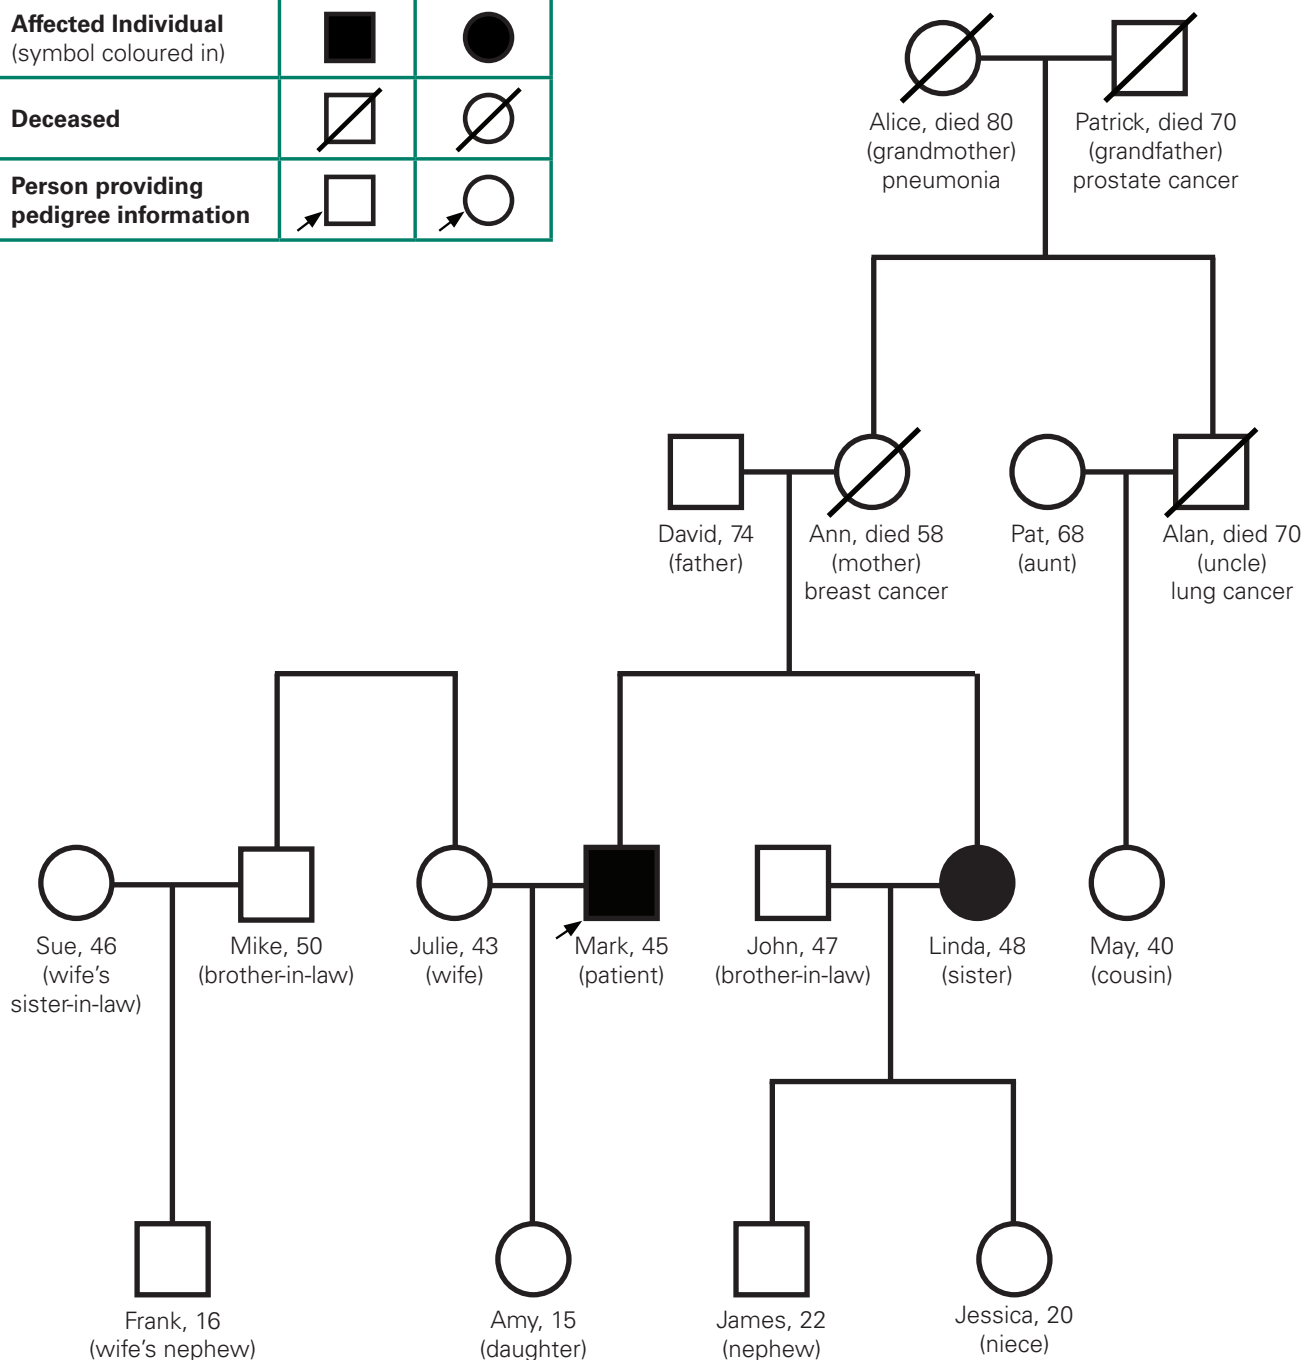 Affected Individual
(symbol coloured in)
Deceased
Person providing
pedigree information
Alice, died 80
(grandmother)
pneumonia
Patrick, died 70
(grandfather)
prostate cancer
David, 74
(father)
Ann, died 58
(mother)
breast cancer
Pat, 68
(aunt)
Alan, died 70
(uncle)
lung cancer
Sue, 46
(wife's
sister-in-law)
Mike, 50
(brother-in-law)
Julie, 43
(wife)
Mark, 45
(patient)
John, 47
(brother-in-law)
Linda, 48
(sister)
May, 40
(cousin)
Frank, 16
(wife's nephew)
Amy, 15
(daughter)
James, 22
(nephew)
Jessica, 20
(niece)